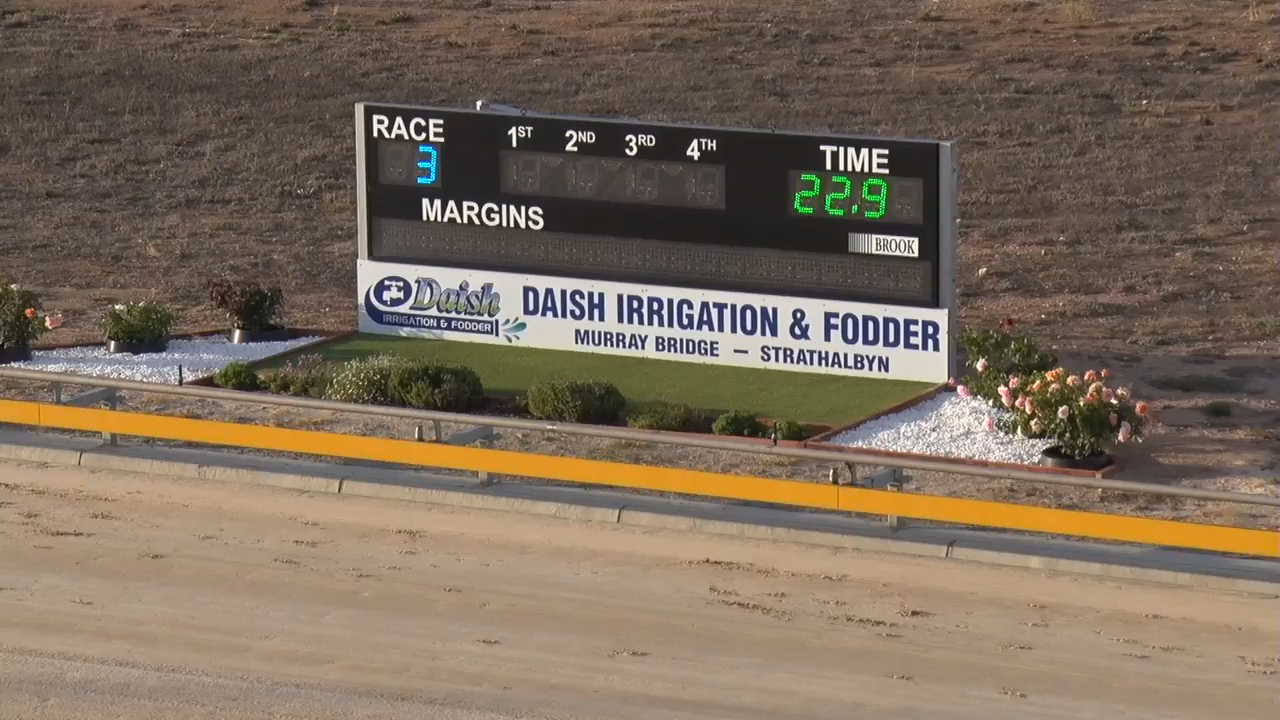 RACE 1ST 2ND 3RD 4TH TIME
3 22.9
MARGINS
BROOK
Daish
IRRIGATION & FODDER
DAISH IRRIGATION & FODDER
MURRAY BRIDGE — STRATHALBYN